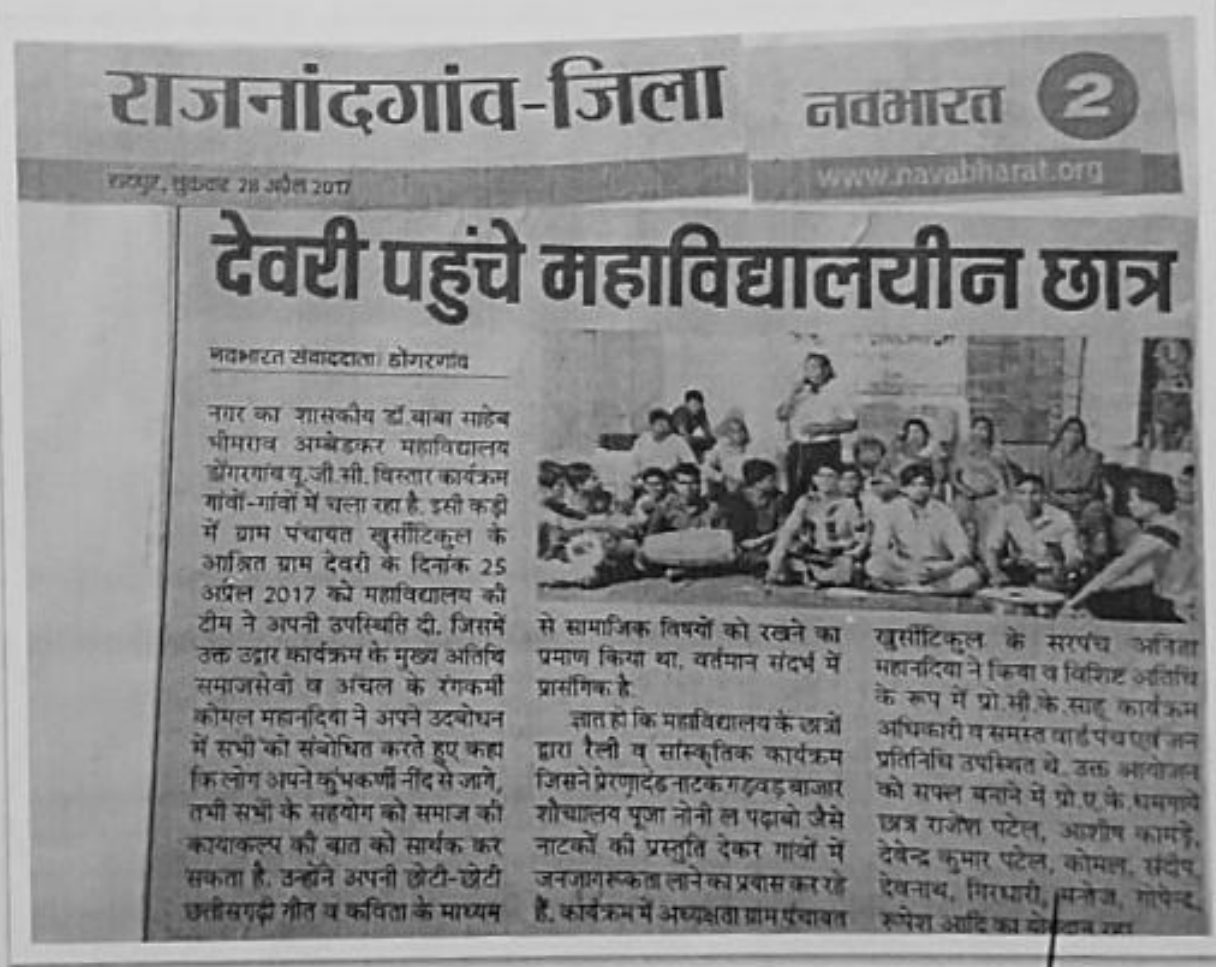 राजनांदगांव-जिला
नवभारत 2
रायपुर, शुक्रवार 28 अप्रैल 2017
www.navabharat.org
देवरी पहुंचे महाविद्यालयीन छात्र
नवभारत संवाददाता। डोंगरगांव
नगर का शासकीय डॉ.बाबा साहेब
भीमराव अम्बेडकर महाविद्यालय
डोंगरगांव यू.जी.सी. विस्तार कार्यक्रम
गांवों-गांवों में चला रहा है. इसी कड़ी
में ग्राम पंचायत खुर्सीटिकुल के
आश्रित ग्राम देवरी के दिनांक 25
अप्रैल 2017 को महाविद्यालय की
टीम ने अपनी उपस्थिति दी. जिसमें
उक्त उद्गार कार्यक्रम के मुख्य अतिथि
समाजसेवी व अंचल के रंगकर्मी
कोमल महानदिया ने अपने उदबोधन
में सभी को संबोधित करते हुए कहा
कि लोग अपने कुंभकर्णी नींद से जागे,
तभी सभी के सहयोग को समाज की
कायाकल्प की बात को सार्थक कर
सकता है. उन्होंने अपनी छोटी-छोटी
छत्तीसगढ़ी गीत व कविता के माध्यम
से सामाजिक विषयों को रखने का
प्रमाण किया था. वर्तमान संदर्भ में
प्रासंगिक है.
ज्ञात हो कि महाविद्यालय के छात्रों
द्वारा रैली व सांस्कृतिक कार्यक्रम
जिसने प्रेरणादेह नाटक गड़वड़ बाजार
शौचालय पूजा नोनी ल पढ़ाबो जैसे
नाटकों की प्रस्तुति देकर गांवों में
जनजागरूकता लाने का प्रयास कर रहे
हैं. कार्यक्रम में अध्यक्षता ग्राम पंचायत
खुर्सीटिकुल के सरपंच अनिता
महानदिया ने किया व विशिष्ट अतिथि
के रूप में प्रो.सी.के.साहू कार्यक्रम
अधिकारी व समस्त वार्ड पंच एवं जन
प्रतिनिधि उपस्थित थे. उक्त आयोजन
को सफल बनाने में प्रो.ए.के.धमगाये
छात्र राजेश पटेल, आशीष कामड़े,
देवेन्द्र कुमार पटेल, कोमल, संदीप,
देवनाथ, गिरधारी, मनोज, गोपेन्द्र,
रूपेश आदि का योगदान रहा